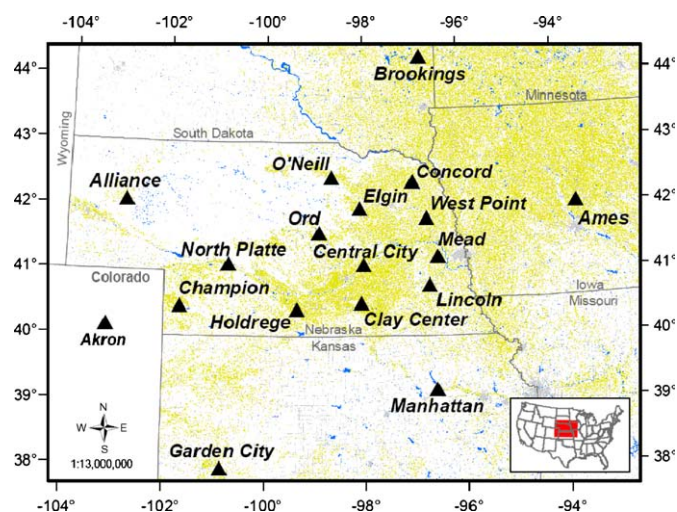 -104° -102° -100° -98° -96° -94°
44° 44°
Brookings
Minnesota
Wyoming
43° 43°
South Dakota
O'Neill
Concord
Alliance
Elgin
42° 42°
West Point
Ames
Ord
Mead
North Platte
Central City
41° 41°
Colorado
Champion
Iowa
Missouri
Lincoln
Holdrege
Nebraska
Clay Center
40° 40°
Akron
Kansas
39° 39°
Manhattan
N
W E
S
1:13,000,000
Garden City
38° 38°
-104° -102° -100° -98° -96° -94°